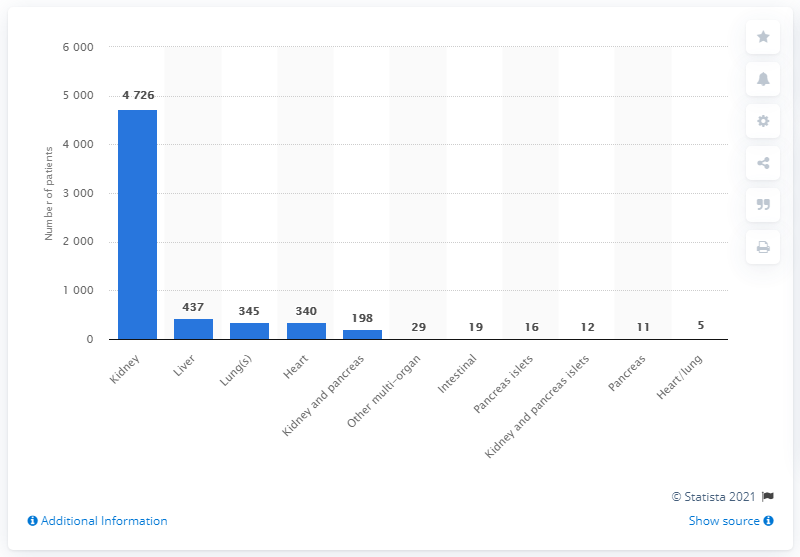 6 000
5 000
4 000
3 000
2 000
1 000
0
Number of patients
4 726
437
345
340
198
29
19
16
12
11
5
Kidney
Liver
Lung(s)
Heart
Kidney and pancreas
Other multi-organ
Intestinal
Pancreas islets
Kidney and pancreas islets
Pancreas
Heart/lung
© Statista 2021
Additional Information
Show source